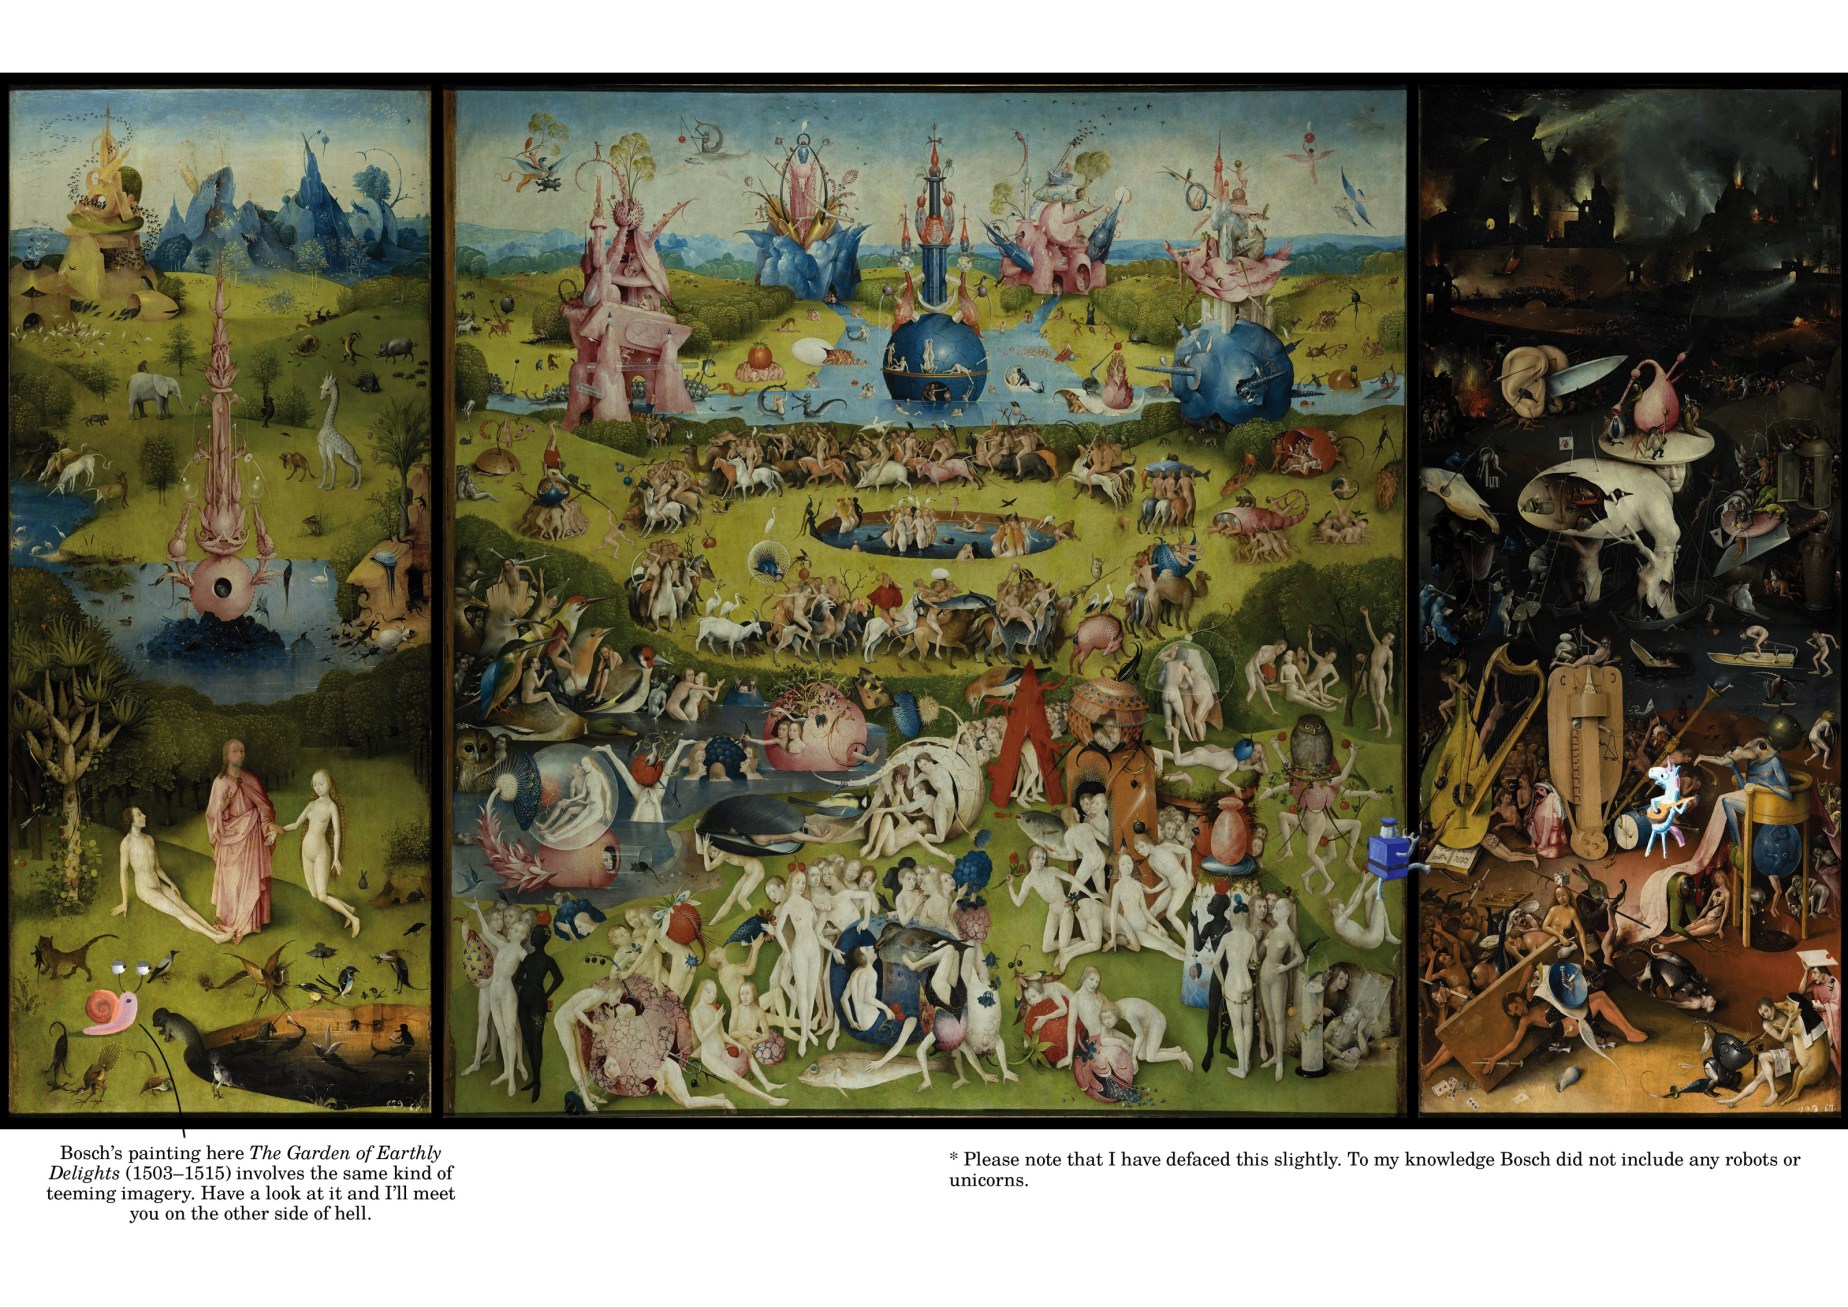 Bosch’s painting here The Garden of Earthly
Delights (1503–1515) involves the same kind of
teeming imagery. Have a look at it and I’ll meet
you on the other side of hell.
* Please note that I have defaced this slightly. To my knowledge Bosch did not include any robots or
unicorns.